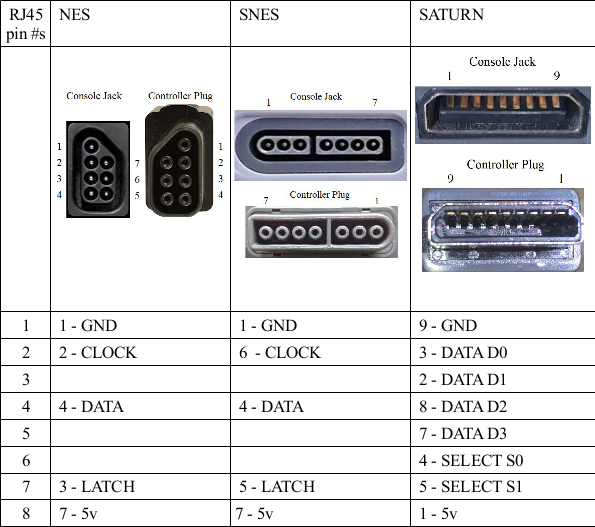 RJ45 pin #s NES SNES SATURN
Console Jack Controller Plug
1
2
3
4
7
6
5
1
2
3
4
Console Jack
1 7
Controller Plug
7 1
Console Jack
1 9
Controller Plug
9 1
1 1 - GND 1 - GND 9 - GND
2 2 - CLOCK 6 - CLOCK 3 - DATA D0
3 2 - DATA D1
4 4 - DATA 4 - DATA 8 - DATA D2
5 7 - DATA D3
6 4 - SELECT S0
7 3 - LATCH 5 - LATCH 5 - SELECT S1
8 7 - 5v 7 - 5v 1 - 5v